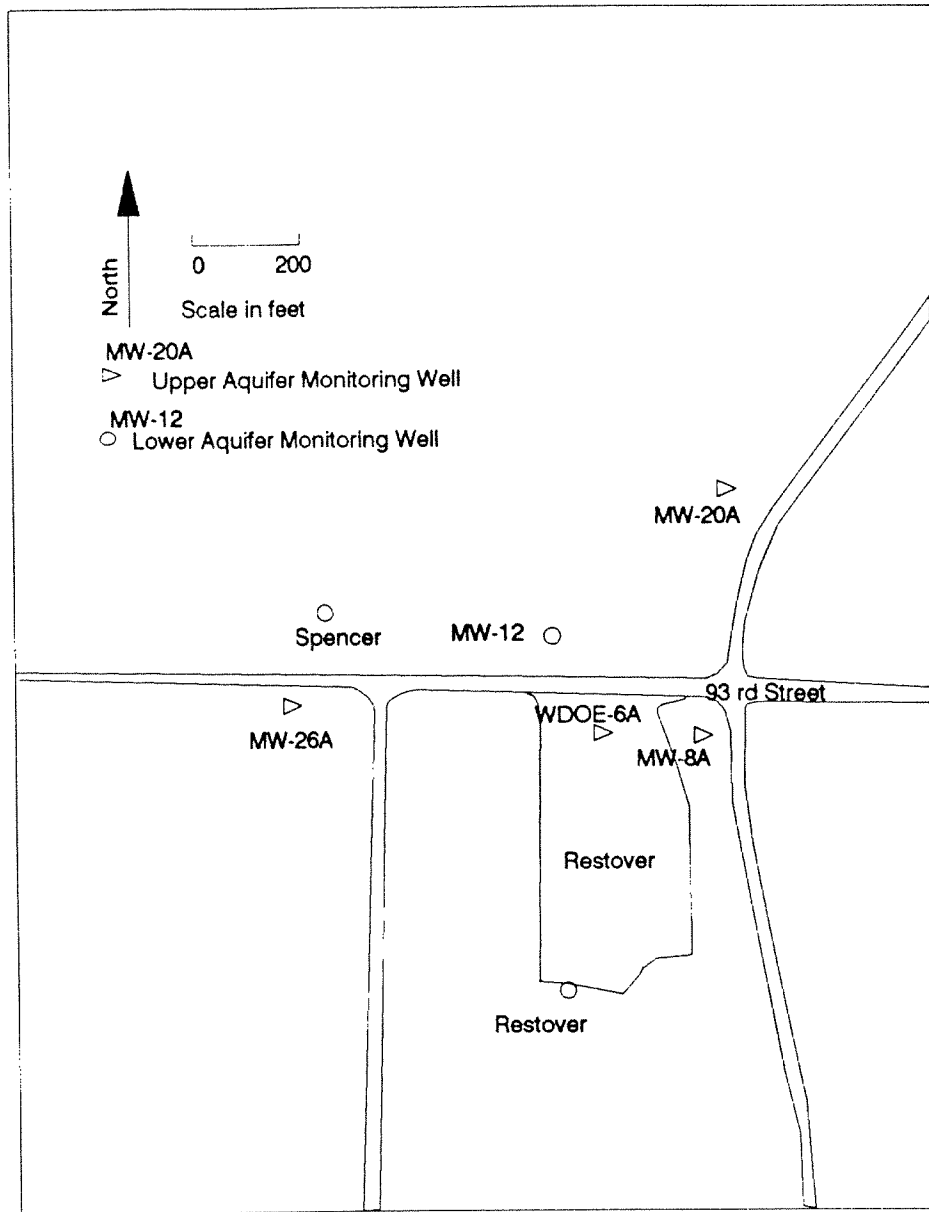 North
0 200
Scale in feet
MW-20A
Upper Aquifer Monitoring Well
MW-12
Lower Aquifer Monitoring Well
MW-20A
Spencer
MW-12
93 rd Street
WDOE-6A
MW-26A
MW-8A
Restover
Restover